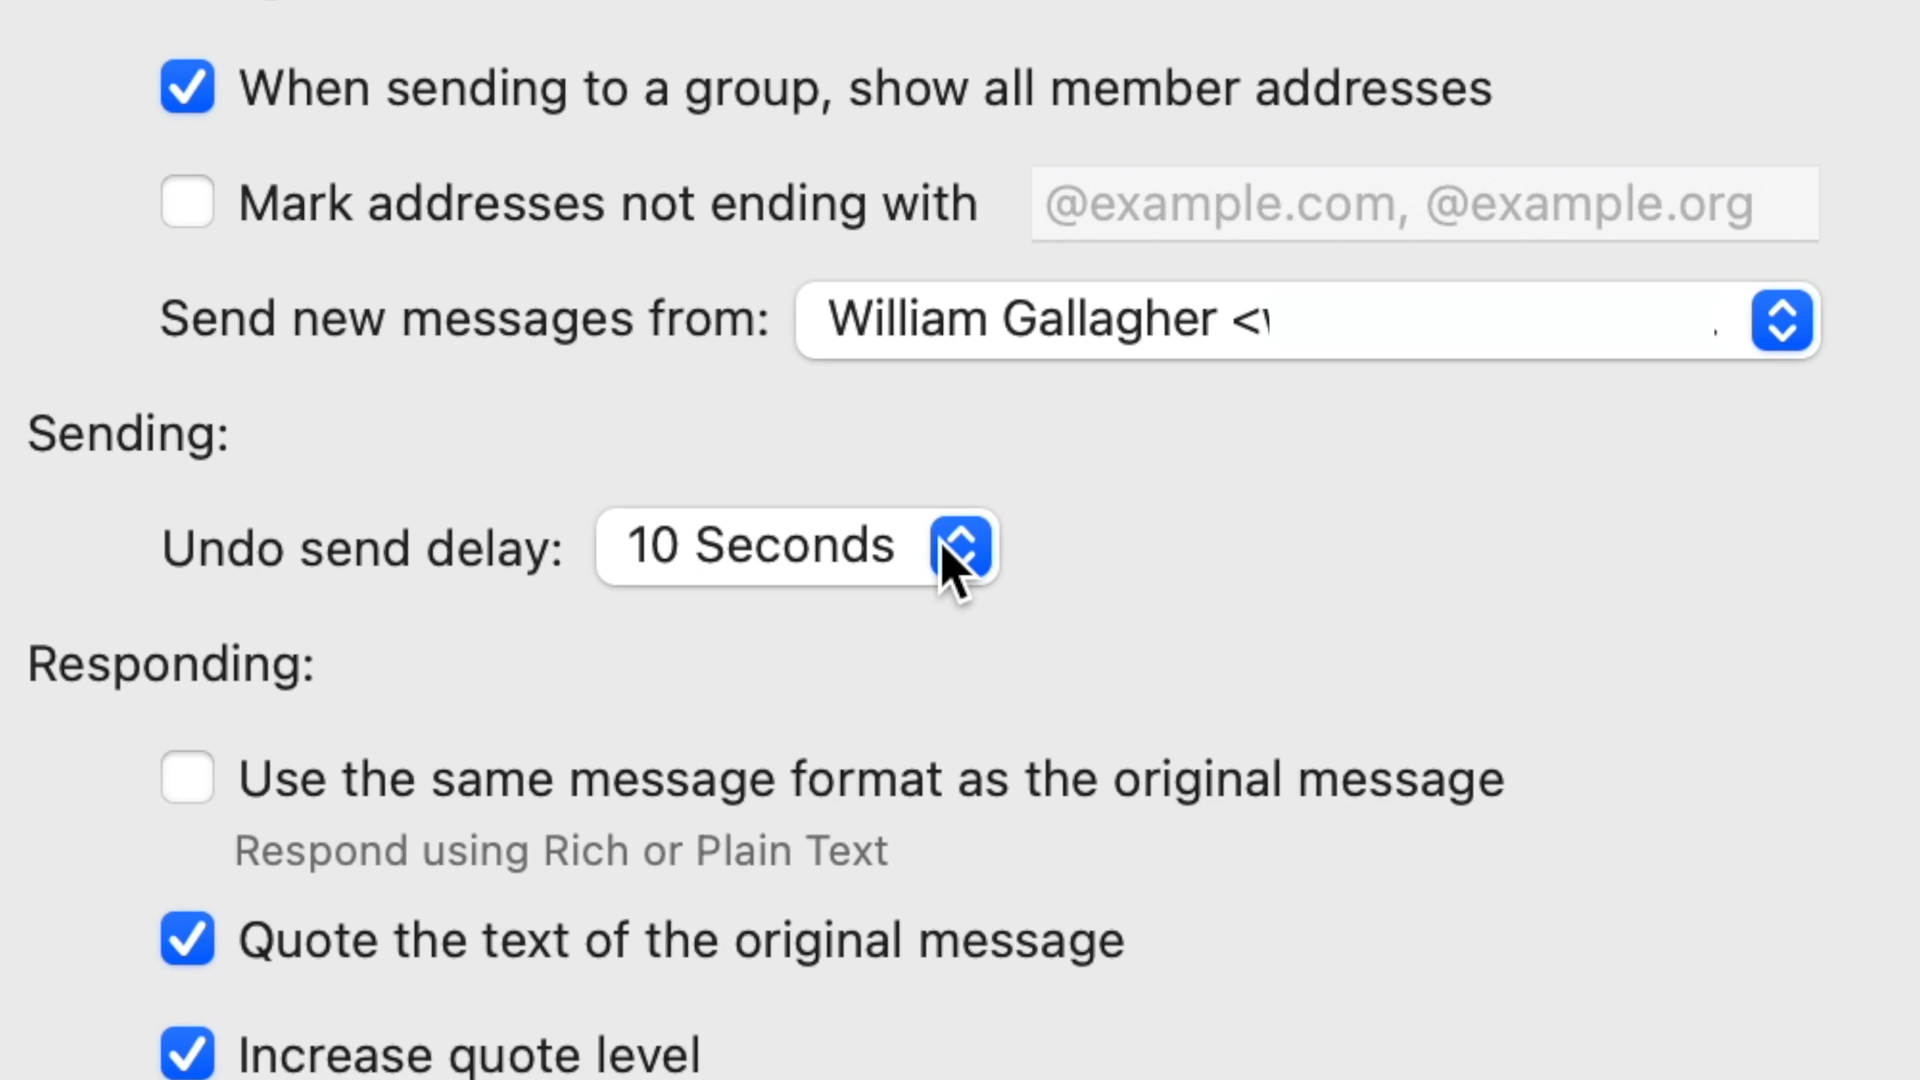 When sending to a group, show all member addresses
Mark addresses not ending with @example.com, @example.org
Send new messages from: William Gallagher <
Sending:
Undo send delay: 10 Seconds
Responding:
Use the same message format as the original message
Respond using Rich or Plain Text
Quote the text of the original message
Increase quote level